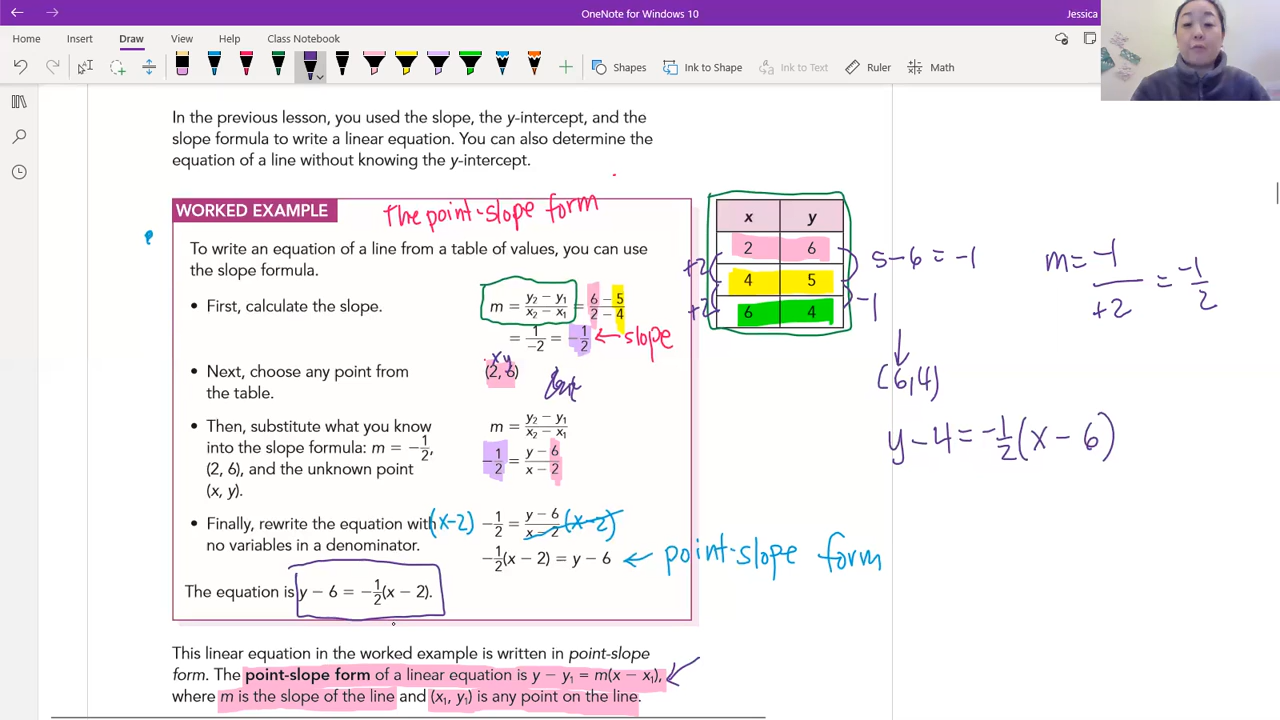 OneNote for Windows 10
Jessica
Home Insert Draw View Help Class Notebook
Shapes Ink to Shape Ink to Text Ruler Math
In the previous lesson, you used the slope, the y-intercept, and the
slope formula to write a linear equation. You can also determine the
equation of a line without knowing the y-intercept.
WORKED EXAMPLE
The point-slope form
To write an equation of a line from a table of values, you can use
the slope formula.
• First, calculate the slope.
m = y₂ − y₁ / x₂ − x₁ = 6 − 5 / 2 − 4
= 1/−2 = −1/2 ← slope
x y
• Next, choose any point from
the table.
(2, 6)
• Then, substitute what you know
into the slope formula: m = −1/2,
(2, 6), and the unknown point
(x, y).
m = y₂ − y₁ / x₂ − x₁
−1/2 = y − 6 / x − 2
• Finally, rewrite the equation with
no variables in a denominator.
(x-2) −1/2 = y − 6 / x − 2 (x-2)
−1/2(x − 2) = y − 6 ← point-slope form
The equation is y − 6 = −1/2(x − 2).
x y
2 6
4 5
6 4
+2
+2
5-6 = -1
-1
m = -1/+2 = -1/2
(6,4)
y-4 = -1/2(x-6)
This linear equation in the worked example is written in point-slope
form. The point-slope form of a linear equation is y − y₁ = m(x − x₁),
where m is the slope of the line and (x₁, y₁) is any point on the line.